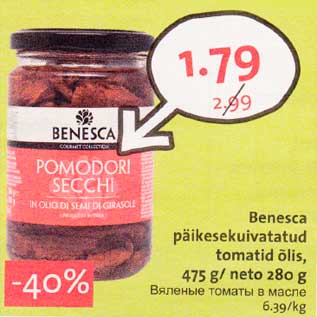 1.79
2.99
BENESCA
GOURMET COLLECTION
POMODORI
SECCHI
IN OLIO DI SEMI DI GIRASOLE
-40%
Benesca
päikesekuivatatud
tomatid õlis,
475 g/ neto 280 g
Вяленые томаты в масле
6.39/kg